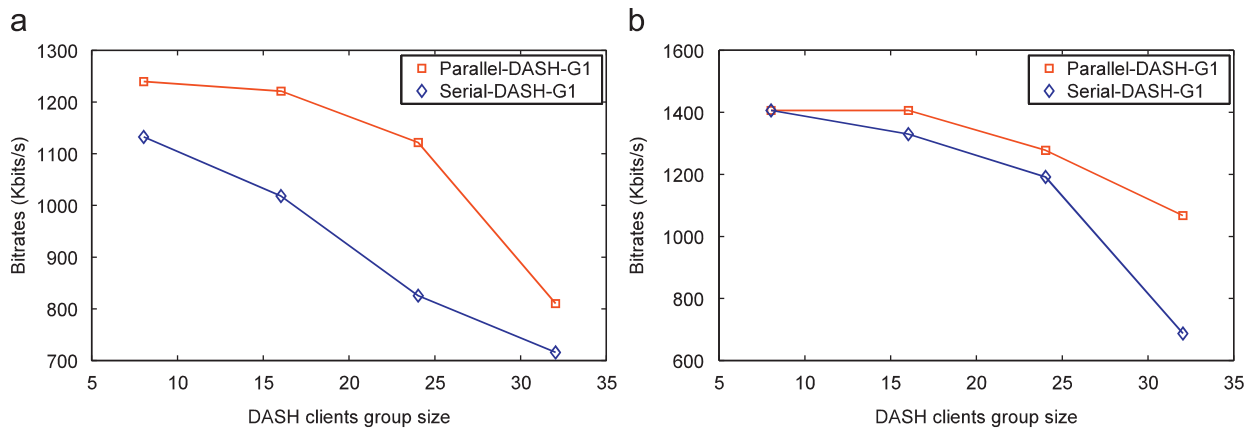 a
1300
1200
1100
1000
900
800
700
5 10 15 20 25 30 35
Bitrates (Kbits/s)
DASH clients group size
Parallel-DASH-G1
Serial-DASH-G1
b
1600
1400
1200
1000
800
600
5 10 15 20 25 30 35
Bitrates (Kbits/s)
DASH clients group size
Parallel-DASH-G1
Serial-DASH-G1